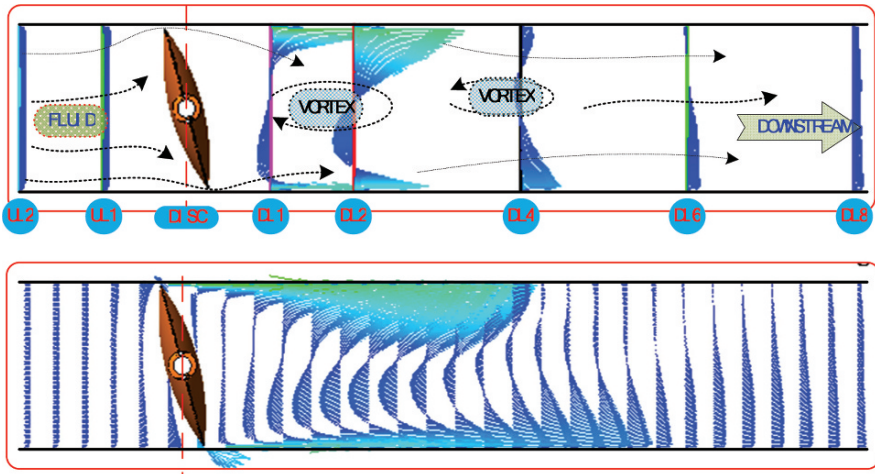 VORTEX
VORTEX
FLUID
DOWNSTREAM
UL2
UL1
DISC
DL1
DL2
DL4
DL6
DL8